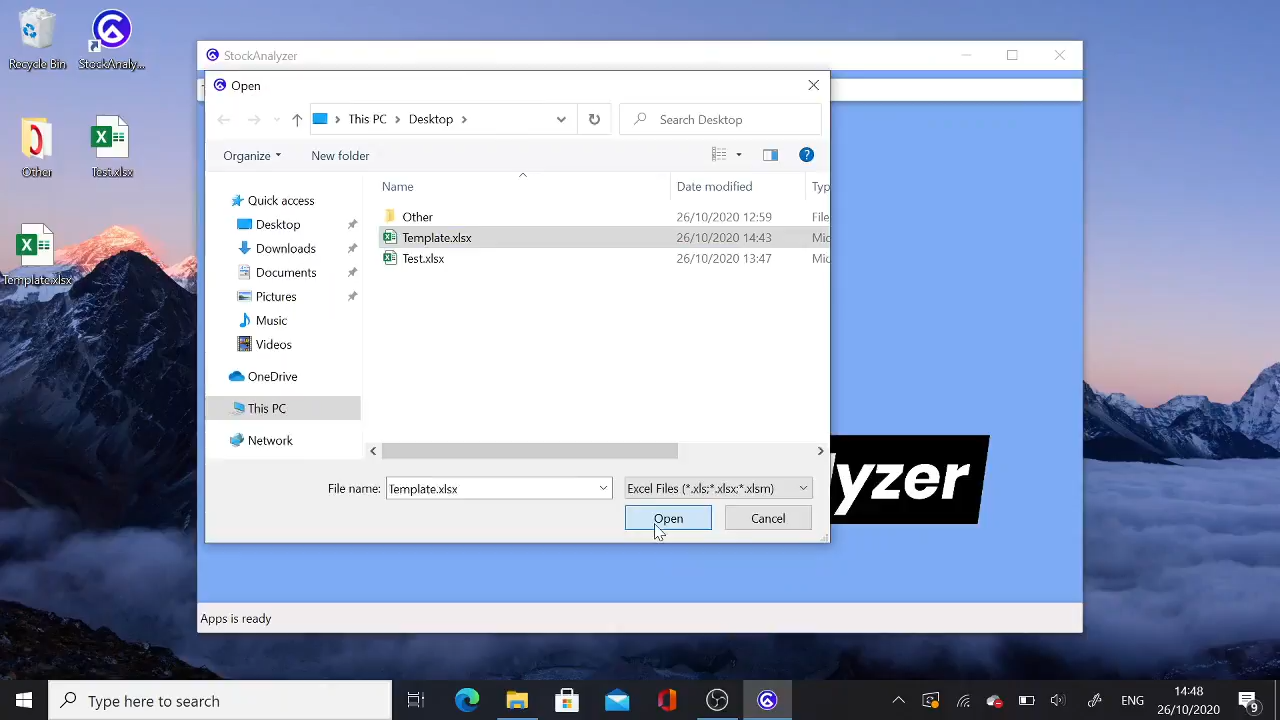 Recycle Bin
StockAnaly...
Other
Test.xlsx
Template.xlsx
StockAnalyzer
Open
This PC
Desktop
Search Desktop
Organize
New folder
Name
Date modified
Quick access
Desktop
Downloads
Documents
Pictures
Music
Videos
OneDrive
This PC
Network
Other 26/10/2020 12:59 File
Template.xlsx 26/10/2020 14:43
Test.xlsx 26/10/2020 13:47
File name: Template.xlsx
Excel Files (*.xls;*.xlsx;*.xlsm)
Open
Cancel
lyzer
Apps is ready
Type here to search
ENG
14:48
26/10/2020
9